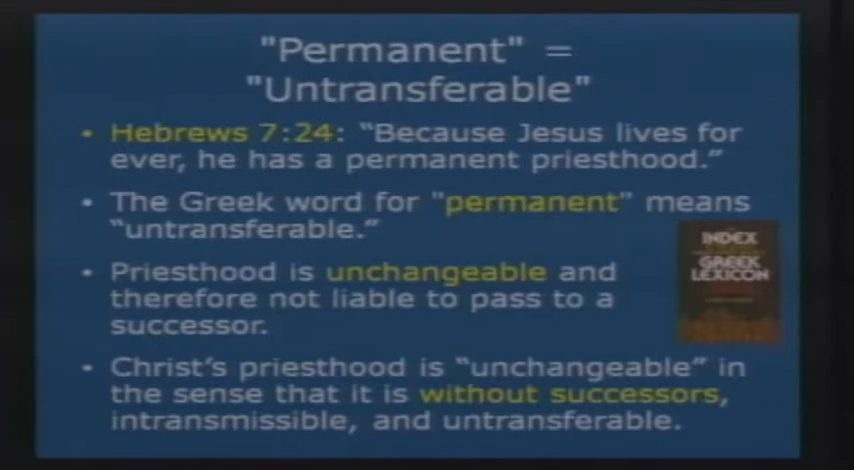 "Permanent" =
"Untransferable"
• Hebrews 7:24: “Because Jesus lives for
ever, he has a permanent priesthood.”
• The Greek word for "permanent" means
“untransferable.”
• Priesthood is unchangeable and
therefore not liable to pass to a
successor.
• Christ’s priesthood is “unchangeable” in
the sense that it is without successors,
intransmissible, and untransferable.
INDEX
GREEK
LEXICON